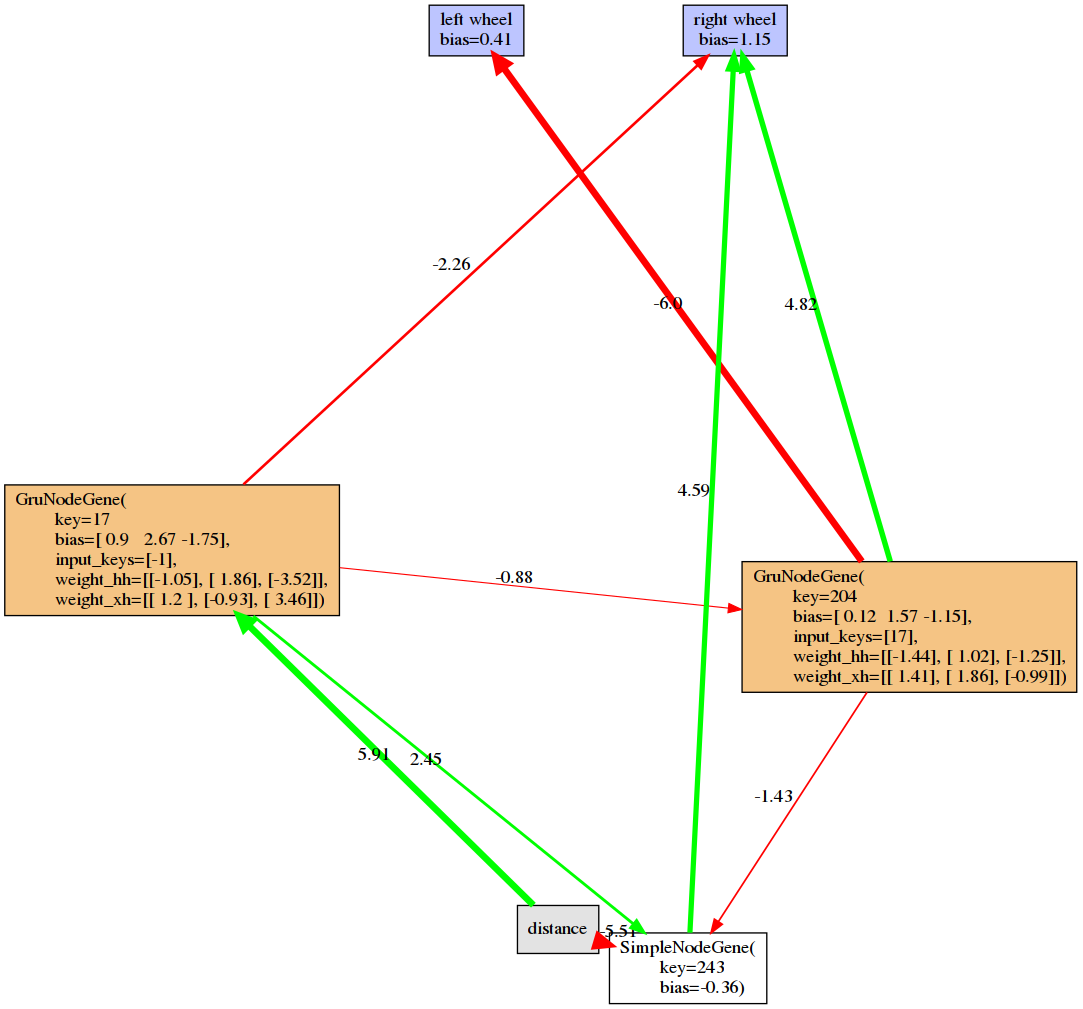 left wheel
bias=0.41
right wheel
bias=1.15
-2.26
-6.0
4.82
4.59
GruNodeGene(
key=17
bias=[ 0.9   2.67 -1.75],
input_keys=[-1],
weight_hh=[[-1.05], [ 1.86], [-3.52]],
weight_xh=[[ 1.2 ], [-0.93], [ 3.46]])
-0.88
GruNodeGene(
key=204
bias=[ 0.12  1.57 -1.15],
input_keys=[17],
weight_hh=[[-1.44], [ 1.02], [-1.25]],
weight_xh=[[ 1.41], [ 1.86], [-0.99]])
5.91
2.45
-1.43
distance
-5.51
SimpleNodeGene(
key=243
bias=-0.36)